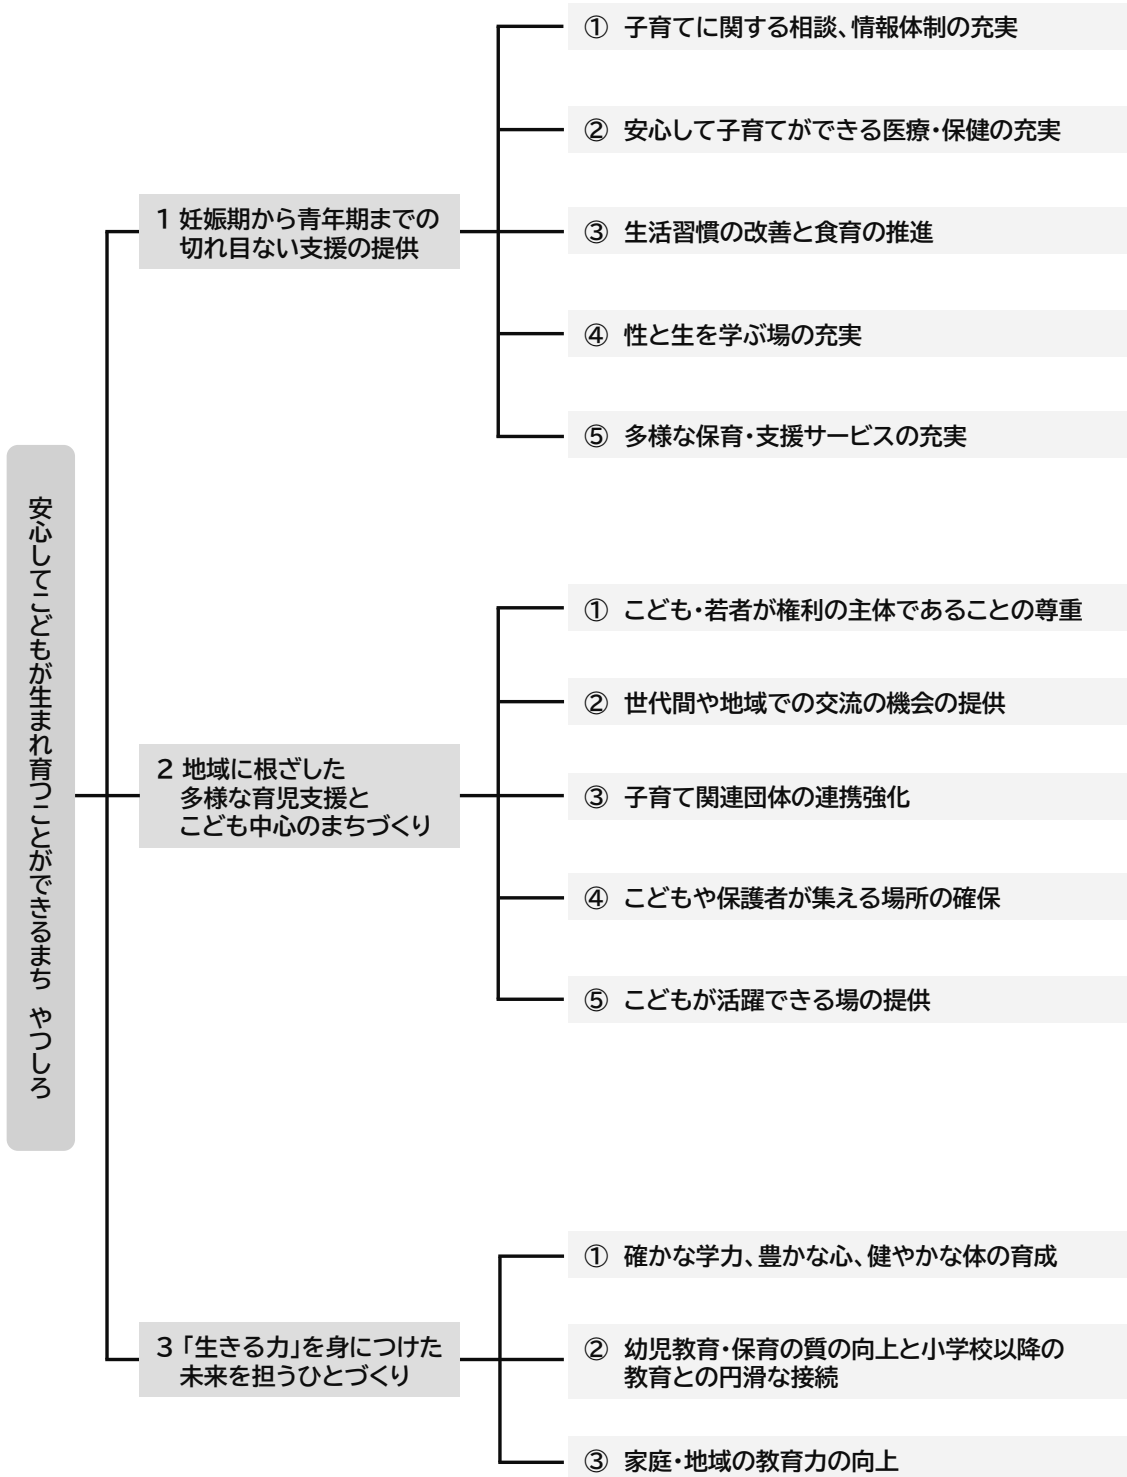 安心してこどもが生まれ育つことができるまち やつしろ
1 妊娠期から青年期までの
切れ目ない支援の提供
① 子育てに関する相談、情報体制の充実
② 安心して子育てができる医療・保健の充実
③ 生活習慣の改善と食育の推進
④ 性と生を学ぶ場の充実
⑤ 多様な保育・支援サービスの充実
2 地域に根ざした
多様な育児支援と
こども中心のまちづくり
① こども・若者が権利の主体であることの尊重
② 世代間や地域での交流の機会の提供
③ 子育て関連団体の連携強化
④ こどもや保護者が集える場所の確保
⑤ こどもが活躍できる場の提供
3 「生きる力」を身につけた
未来を担うひとづくり
① 確かな学力、豊かな心、健やかな体の育成
② 幼児教育・保育の質の向上と小学校以降の
教育との円滑な接続
③ 家庭・地域の教育力の向上